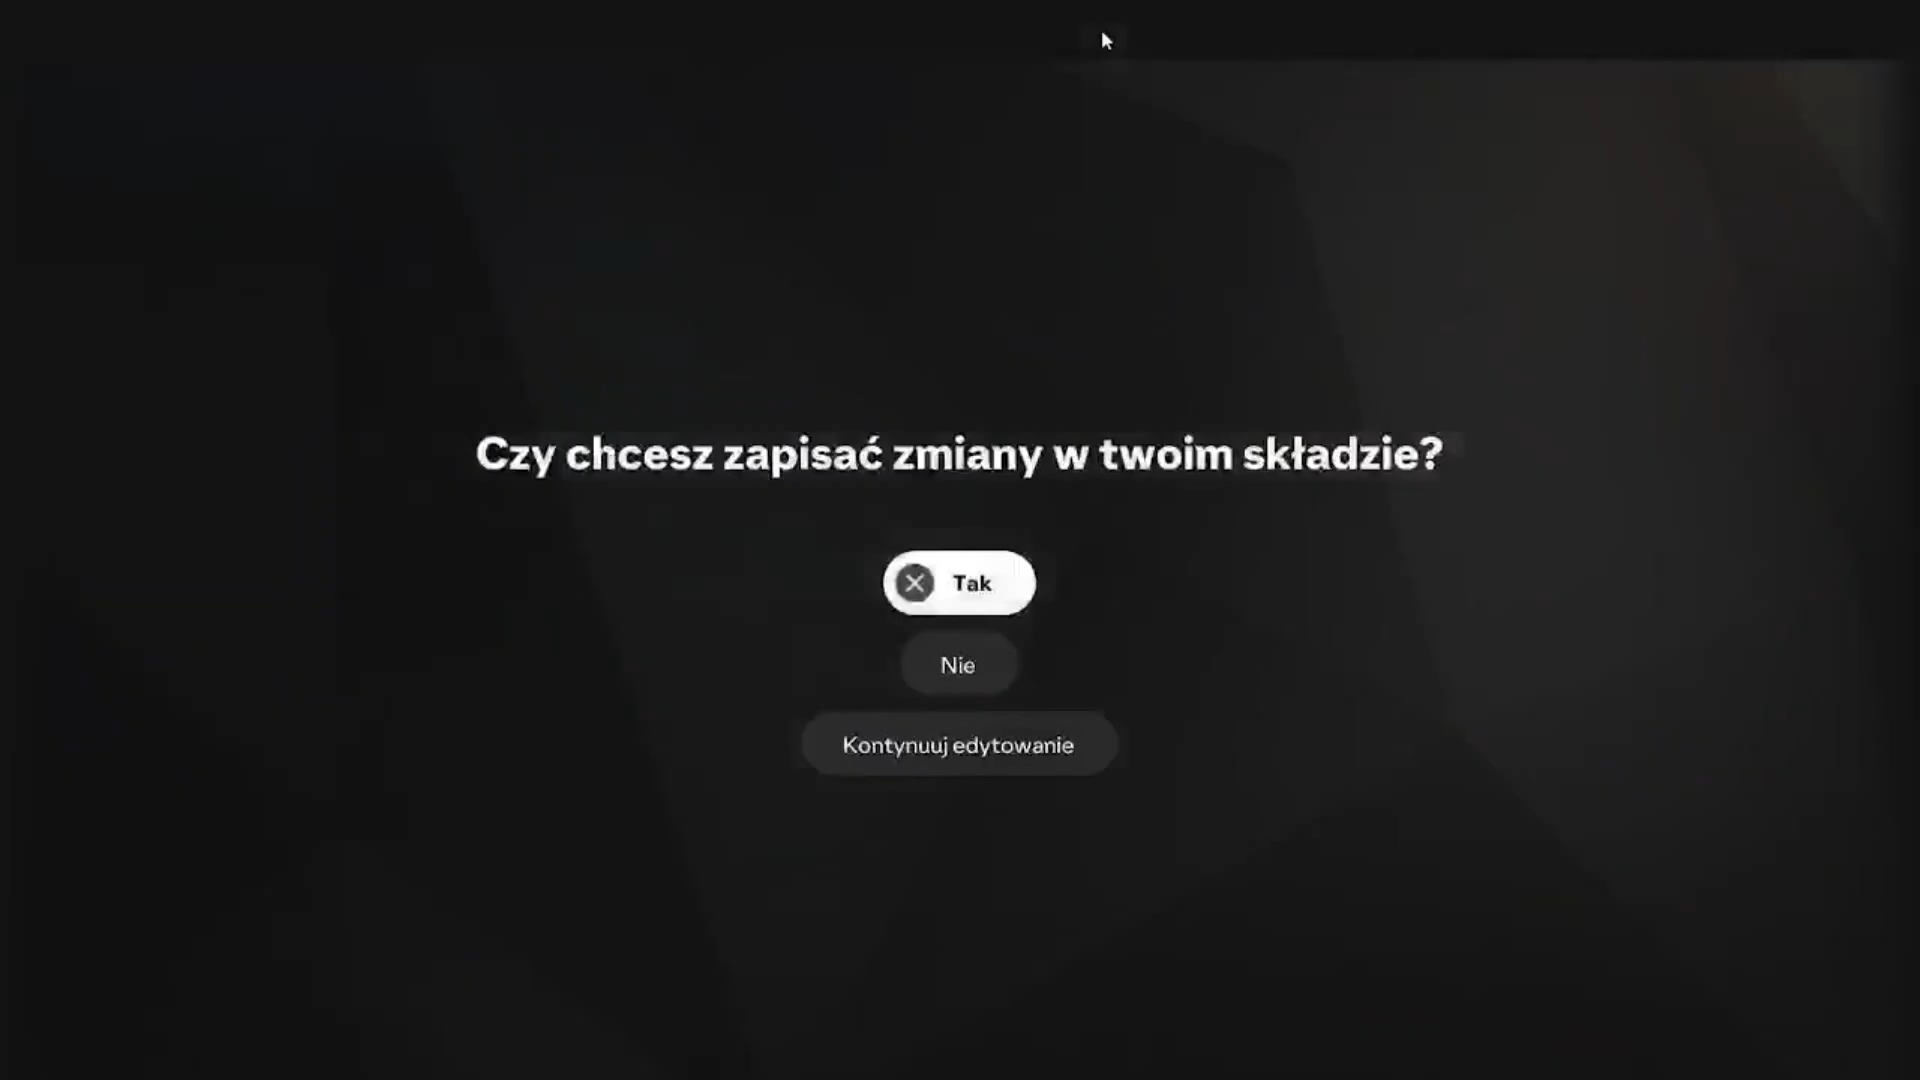 Czy chcesz zapisać zmiany w twoim składzie?
Tak
Nie
Kontynuuj edytowanie